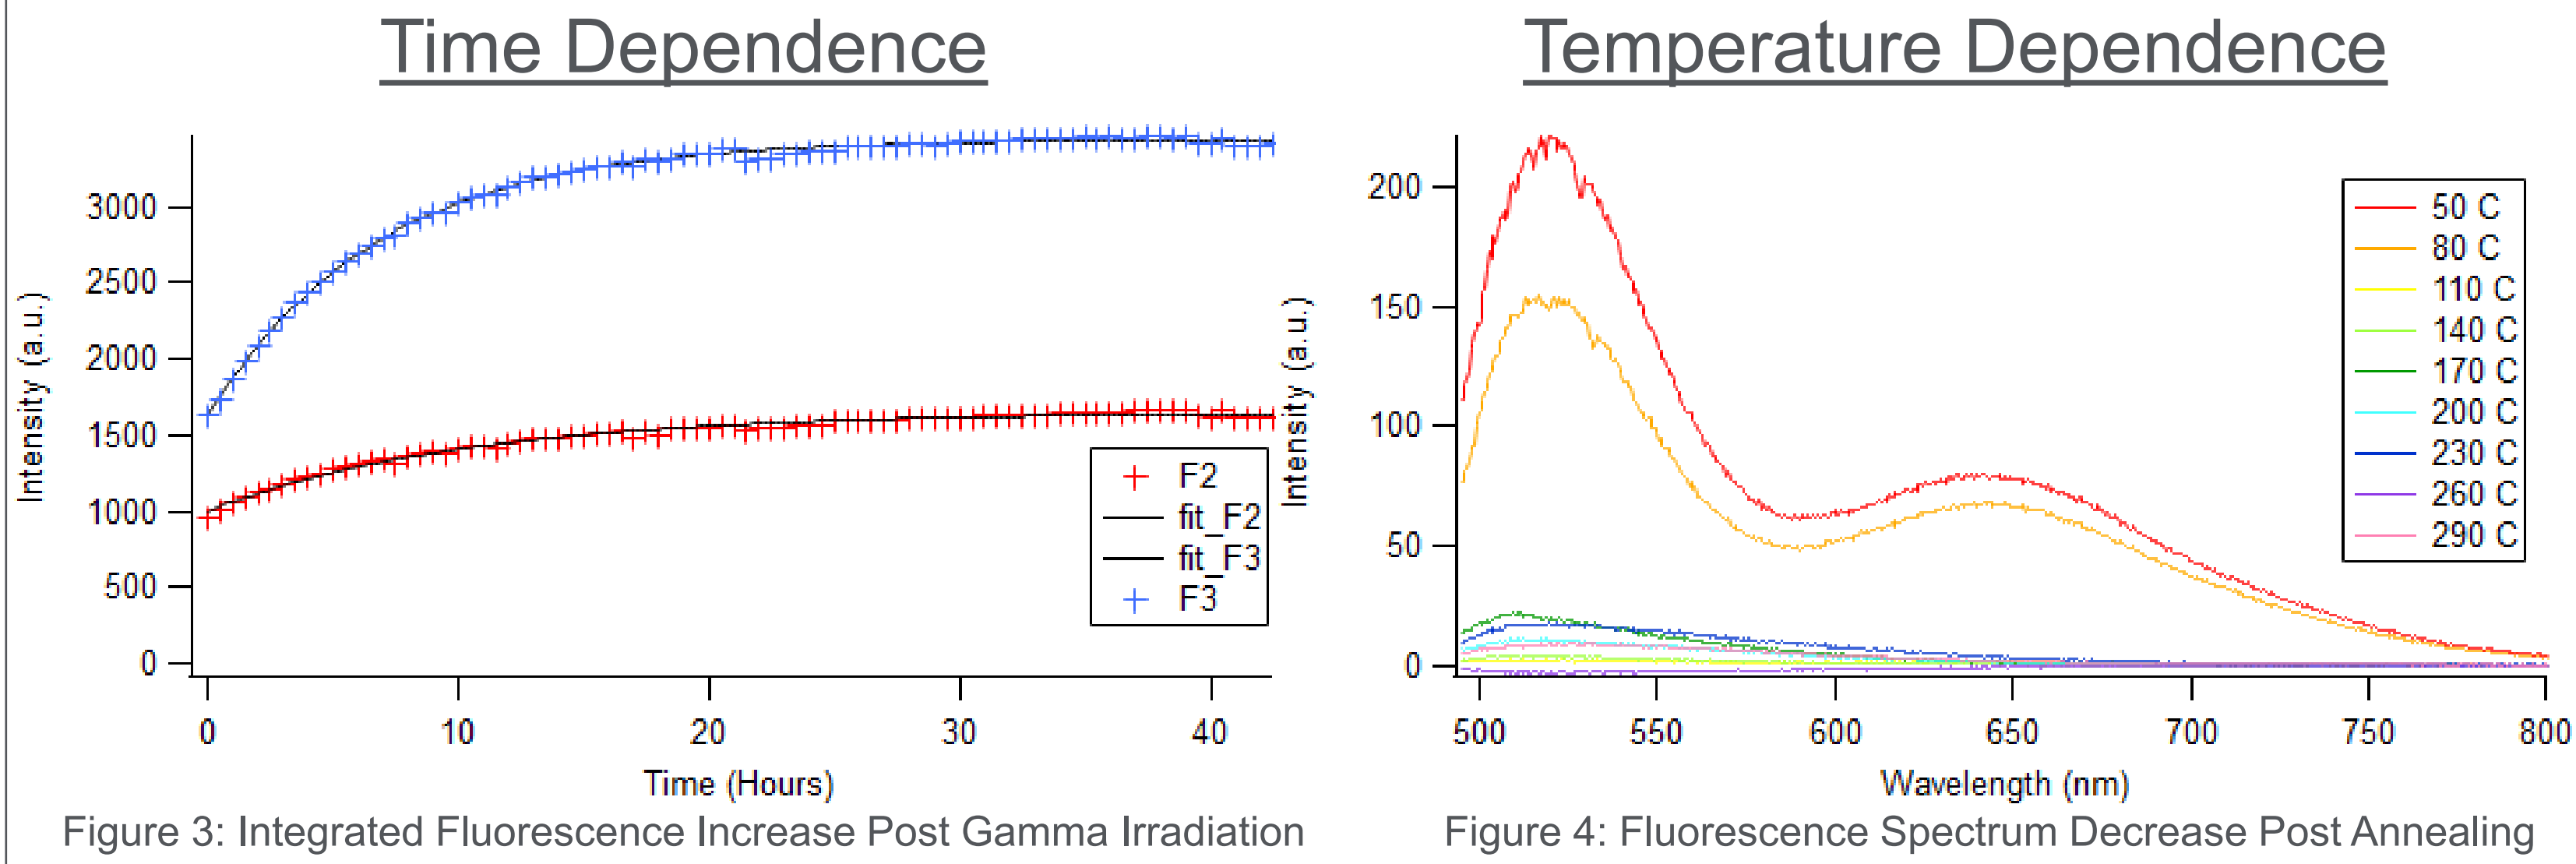 Time Dependence
Intensity (a.u.)
3000
2500
2000
1500
1000
500
0
0 10 20 30 40
Time (Hours)
F2
fit_F2
fit_F3
F3
Figure 3: Integrated Fluorescence Increase Post Gamma Irradiation
Temperature Dependence
Intensity (a.u.)
200
150
100
50
0
500 550 600 650 700 750 800
Wavelength (nm)
50 C
80 C
110 C
140 C
170 C
200 C
230 C
260 C
290 C
Figure 4: Fluorescence Spectrum Decrease Post Annealing